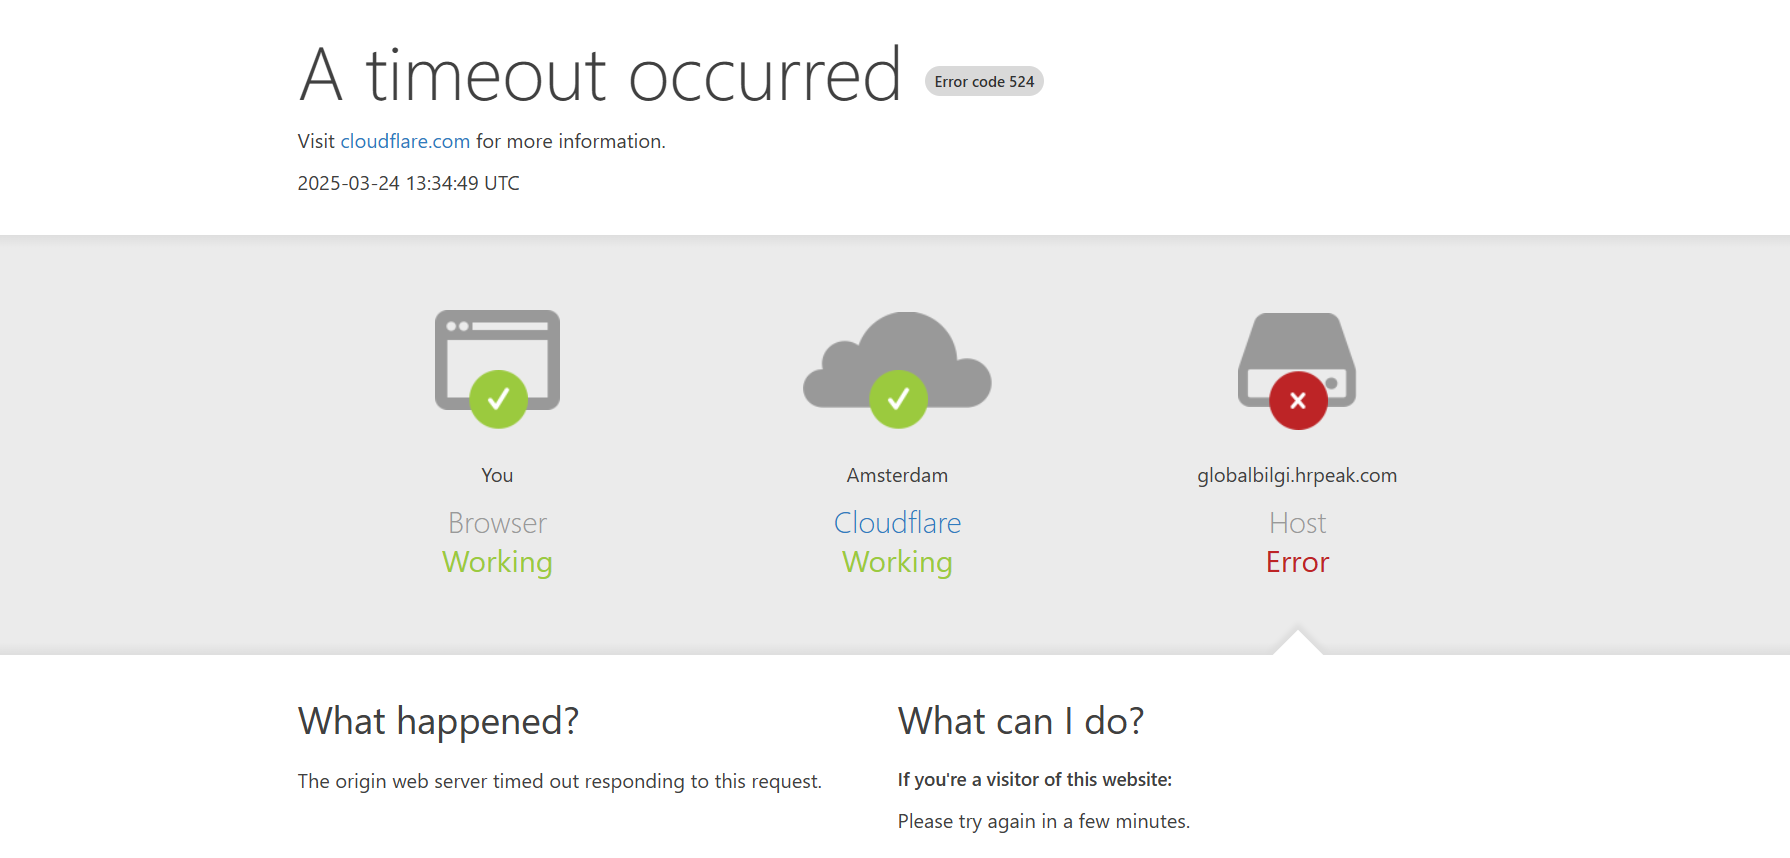 A timeout occurred Error code 524
Visit cloudflare.com for more information.
2025-03-24 13:34:49 UTC
You
Browser
Working
Amsterdam
Cloudflare
Working
globalbilgi.hrpeak.com
Host
Error
What happened?
The origin web server timed out responding to this request.
What can I do?
If you're a visitor of this website:
Please try again in a few minutes.